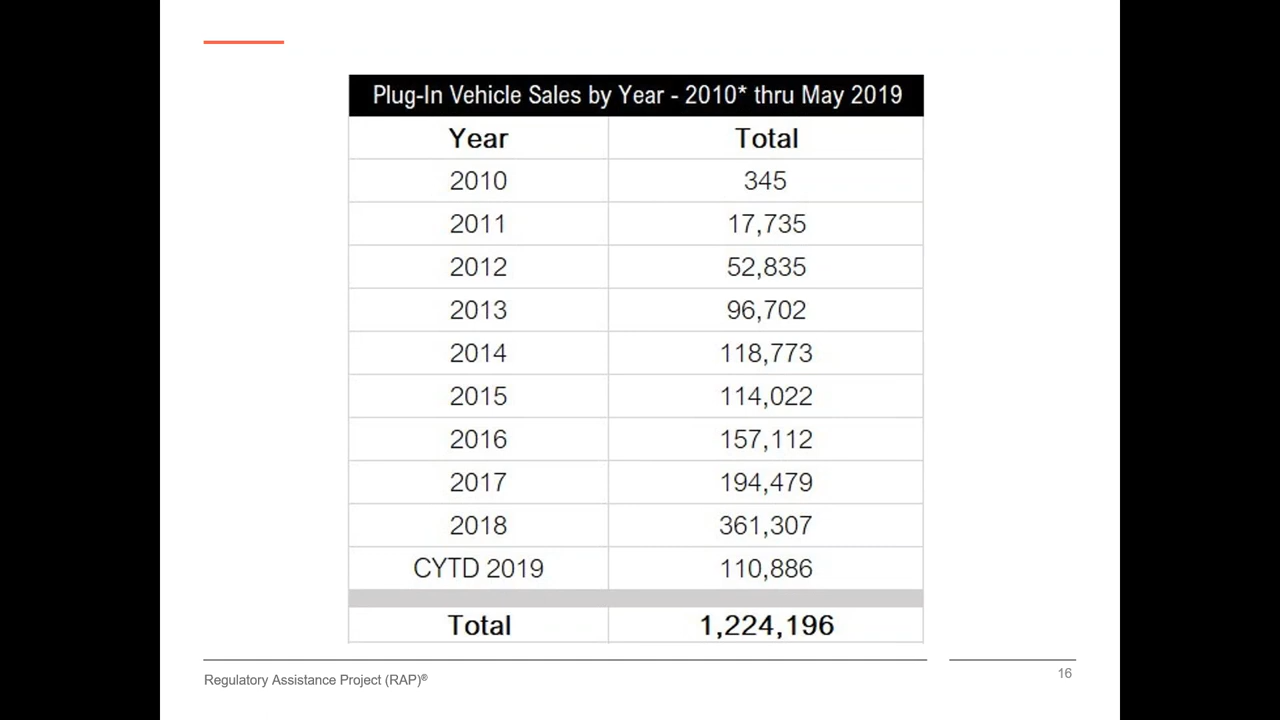 Plug-In Vehicle Sales by Year - 2010* thru May 2019
Year Total
2010 345
2011 17,735
2012 52,835
2013 96,702
2014 118,773
2015 114,022
2016 157,112
2017 194,479
2018 361,307
CYTD 2019 110,886
Total 1,224,196
Regulatory Assistance Project (RAP)®
16